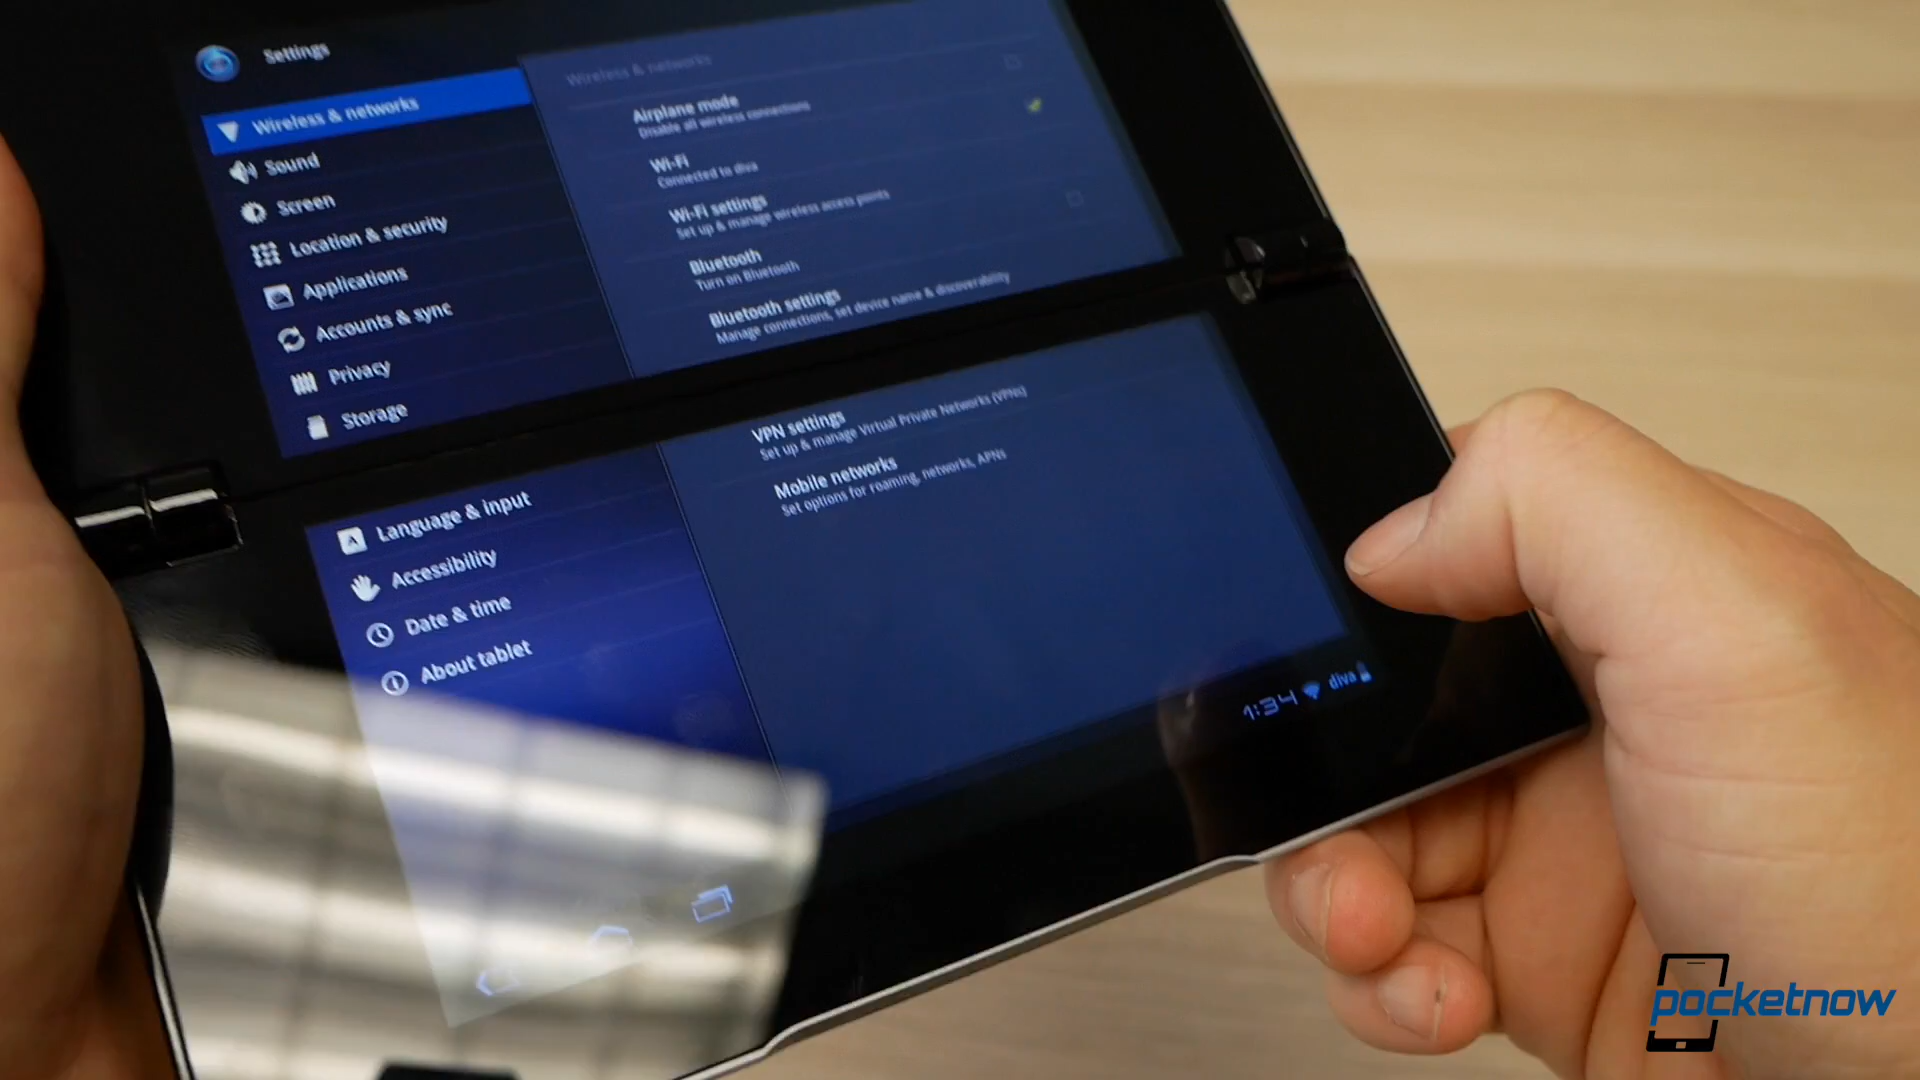 Settings
Wireless & networks
Sound
Screen
Location & security
Applications
Accounts & sync
Privacy
Storage
Language & input
Accessibility
Date & time
About tablet
Wireless & networks
Airplane mode
Disable all wireless connections
Wi-Fi
Connected to diva
Wi-Fi settings
Set up & manage wireless access points
Bluetooth
Turn on Bluetooth
Bluetooth settings
Manage connections, set device name & discoverability
VPN settings
Set up & manage Virtual Private Networks (VPNs)
Mobile networks
Set options for roaming, networks, APNs
1:34 diva
pocketnow